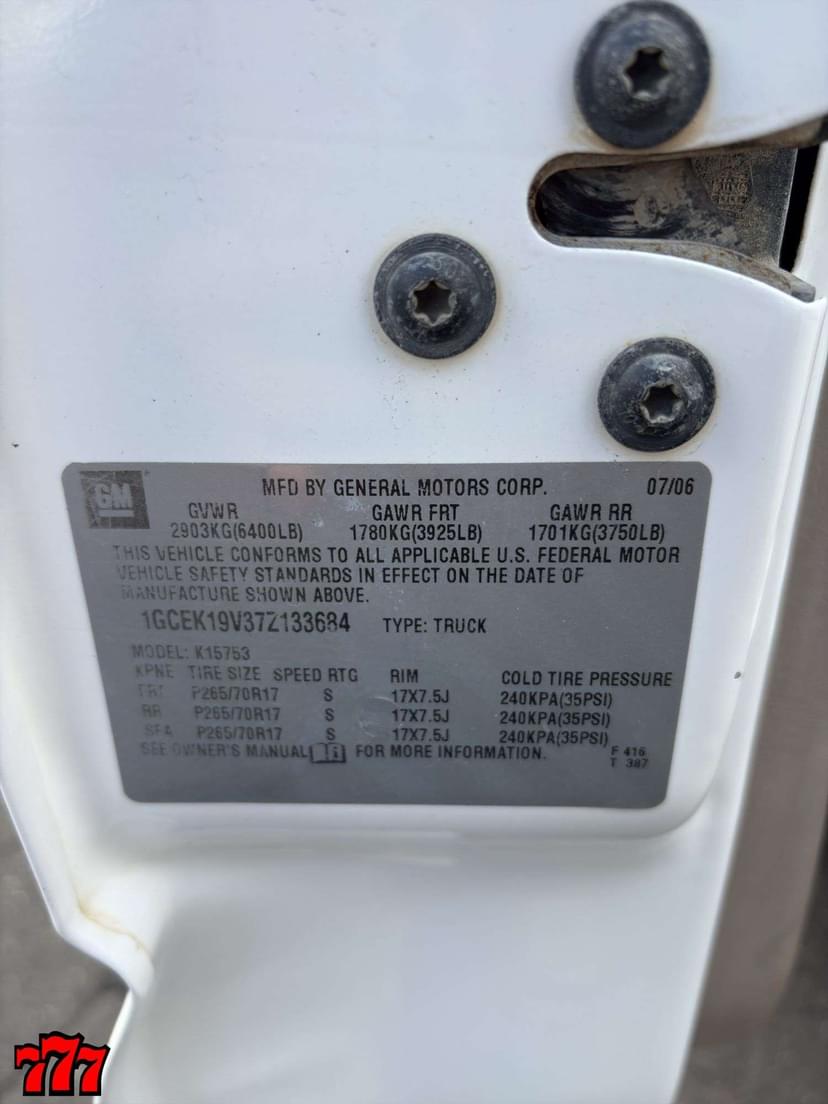 GM
MFD BY GENERAL MOTORS CORP. 07/06
GVWR GAWR FRT GAWR RR
2903KG(6400LB) 1780KG(3925LB) 1701KG(3750LB)
THIS VEHICLE CONFORMS TO ALL APPLICABLE U.S. FEDERAL MOTOR
VEHICLE SAFETY STANDARDS IN EFFECT ON THE DATE OF
MANUFACTURE SHOWN ABOVE.
1GCEK19V37Z133684 TYPE: TRUCK
MODEL: K15753
KPNE TIRE SIZE SPEED RTG RIM COLD TIRE PRESSURE
FRT P265/70R17 S 17X7.5J 240KPA(35PSI)
RR P265/70R17 S 17X7.5J 240KPA(35PSI)
SFA P265/70R17 S 17X7.5J 240KPA(35PSI)
SEE OWNER'S MANUAL FOR MORE INFORMATION. F 416
T 387
777